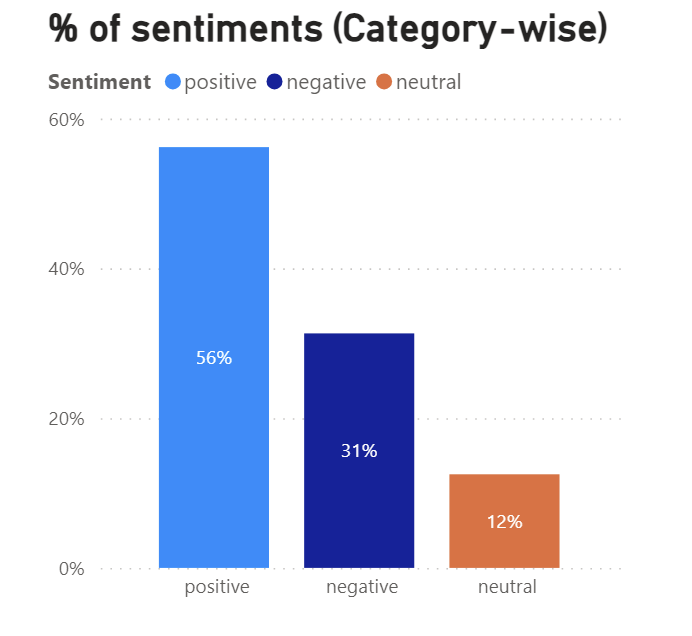 % of sentiments (Category-wise)
Sentiment positive negative neutral
60%
40%
20%
0%
56%
31%
12%
positive negative neutral